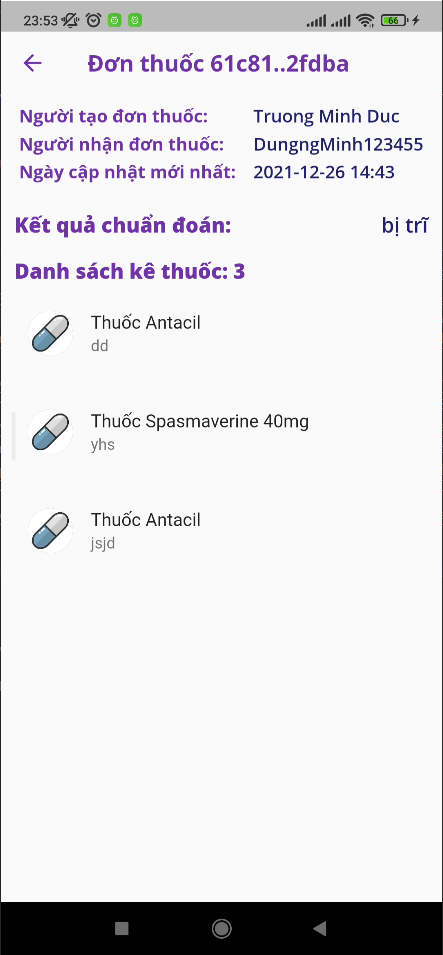 23:53
66
Đơn thuốc 61c81..2fdba
Người tạo đơn thuốc: Truong Minh Duc
Người nhận đơn thuốc: DungngMinh123455
Ngày cập nhật mới nhất: 2021-12-26 14:43
Kết quả chuẩn đoán: bị trĩ
Danh sách kê thuốc: 3
Thuốc Antacil
dd
Thuốc Spasmaverine 40mg
yhs
Thuốc Antacil
jsjd